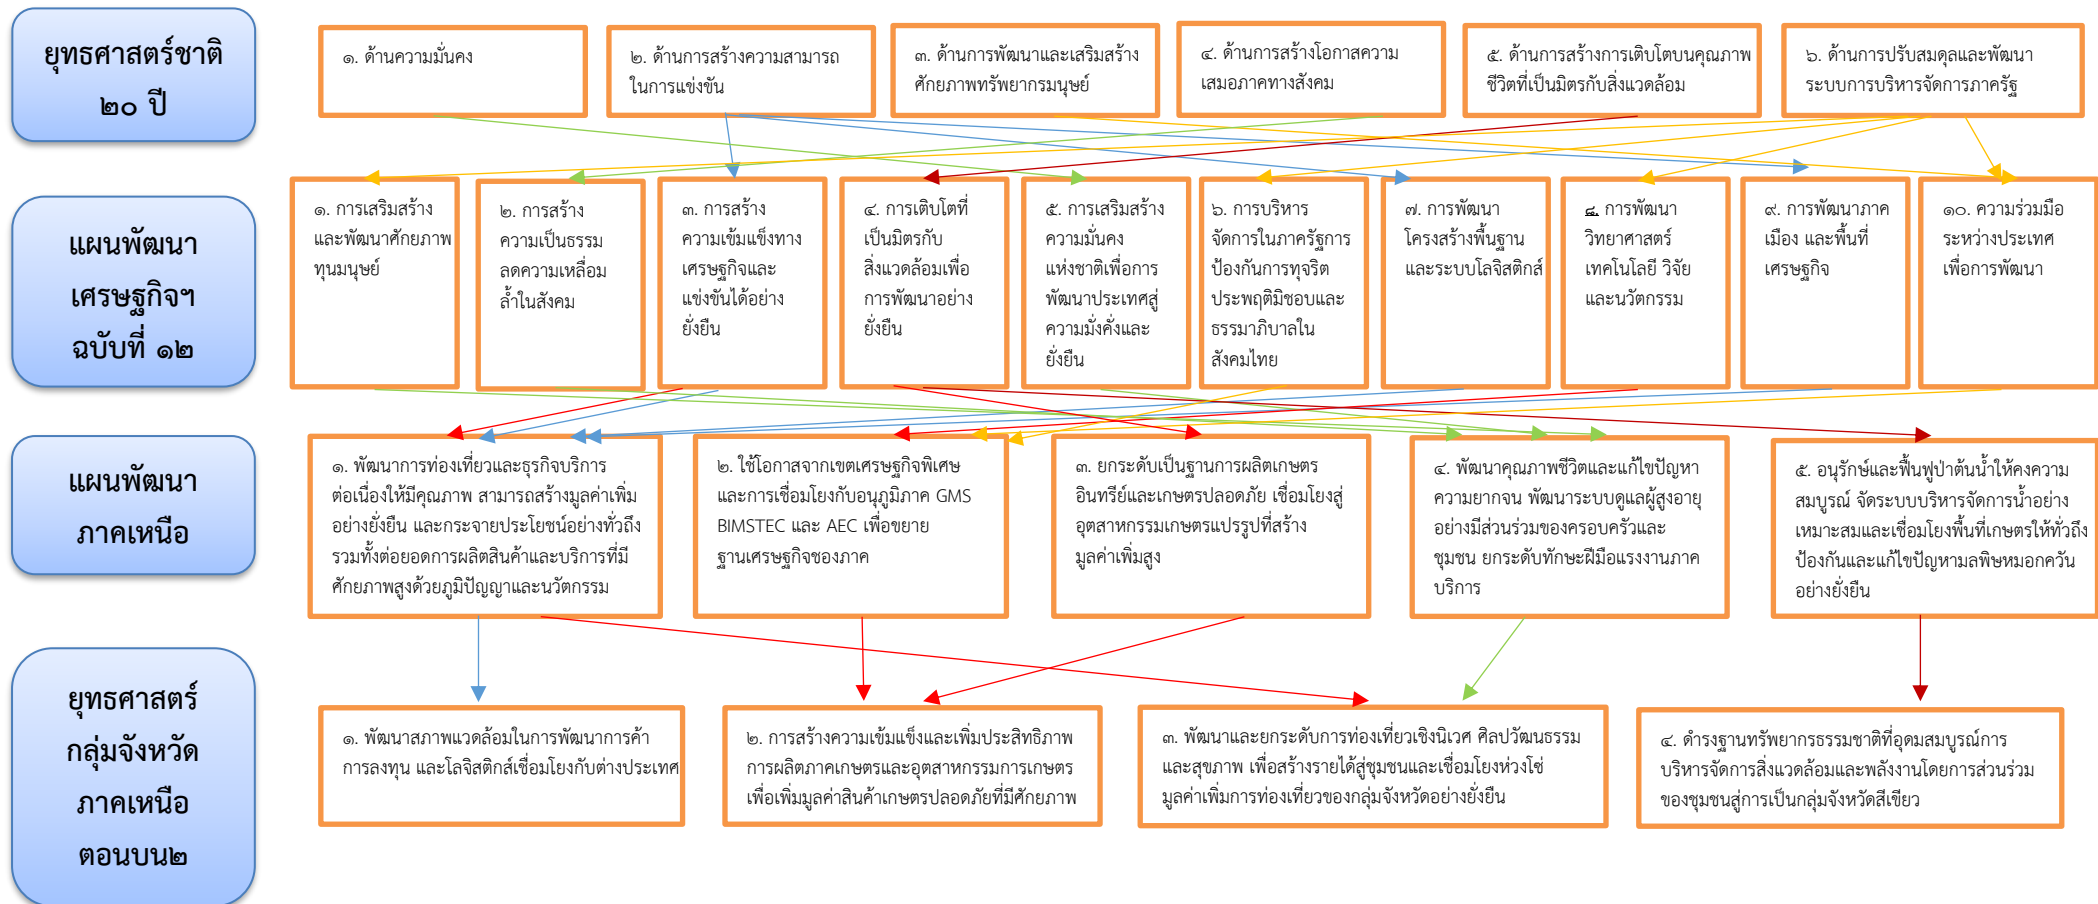 ยุทธศาสตร์ชาติ
๒๐ ปี
๑. ด้านความมั่นคง
๒. ด้านการสร้างความสามารถ
ในการแข่งขัน
๓. ด้านการพัฒนาและเสริมสร้าง
ศักยภาพทรัพยากรมนุษย์
๔. ด้านการสร้างโอกาสความ
เสมอภาคทางสังคม
๕. ด้านการสร้างการเติบโตบนคุณภาพ
ชีวิตที่เป็นมิตรกับสิ่งแวดล้อม
๖. ด้านการปรับสมดุลและพัฒนา
ระบบการบริหารจัดการภาครัฐ
แผนพัฒนา
เศรษฐกิจฯ
ฉบับที่ ๑๒
๑. การเสริมสร้าง
และพัฒนาศักยภาพ
ทุนมนุษย์
๒. การสร้าง
ความเป็นธรรม
ลดความเหลื่อม
ล้ำในสังคม
๓. การสร้าง
ความเข้มแข็งทาง
เศรษฐกิจและ
แข่งขันได้อย่าง
ยั่งยืน
๔. การเติบโตที่
เป็นมิตรกับ
สิ่งแวดล้อมเพื่อ
การพัฒนาอย่าง
ยั่งยืน
๕. การเสริมสร้าง
ความมั่นคง
แห่งชาติเพื่อการ
พัฒนาประเทศสู่
ความมั่งคั่งและ
ยั่งยืน
๖. การบริหาร
จัดการในภาครัฐการ
ป้องกันการทุจริต
ประพฤติมิชอบและ
ธรรมาภิบาลใน
สังคมไทย
๗. การพัฒนา
โครงสร้างพื้นฐาน
และระบบโลจิสติกส์
๘. การพัฒนา
วิทยาศาสตร์
เทคโนโลยี วิจัย
และนวัตกรรม
๙. การพัฒนาภาค
เมือง และพื้นที่
เศรษฐกิจ
๑๐. ความร่วมมือ
ระหว่างประเทศ
เพื่อการพัฒนา
แผนพัฒนา
ภาคเหนือ
๑. พัฒนาการท่องเที่ยวและธุรกิจบริการ
ต่อเนื่องให้มีคุณภาพ สามารถสร้างมูลค่าเพิ่ม
อย่างยั่งยืน และกระจายประโยชน์อย่างทั่วถึง
รวมทั้งต่อยอดการผลิตสินค้าและบริการที่มี
ศักยภาพสูงด้วยภูมิปัญญาและนวัตกรรม
๒. ใช้โอกาสจากเขตเศรษฐกิจพิเศษ
และการเชื่อมโยงกับอนุภูมิภาค GMS
BIMSTEC และ AEC เพื่อขยาย
ฐานเศรษฐกิจชองภาค
๓. ยกระดับเป็นฐานการผลิตเกษตร
อินทรีย์และเกษตรปลอดภัย เชื่อมโยงสู่
อุตสาหกรรมเกษตรแปรรูปที่สร้าง
มูลค่าเพิ่มสูง
๔. พัฒนาคุณภาพชีวิตและแก้ไขปัญหา
ความยากจน พัฒนาระบบดูแลผู้สูงอายุ
อย่างมีส่วนร่วมของครอบครัวและ
ชุมชน ยกระดับทักษะฝีมือแรงงานภาค
บริการ
๕. อนุรักษ์และฟื้นฟูป่าต้นน้ำให้คงความ
สมบูรณ์ จัดระบบบริหารจัดการน้ำอย่าง
เหมาะสมและเชื่อมโยงพื้นที่เกษตรให้ทั่วถึง
ป้องกันและแก้ไขปัญหามลพิษหมอกควัน
อย่างยั่งยืน
ยุทธศาสตร์
กลุ่มจังหวัด
ภาคเหนือ
ตอนบน๒
๑. พัฒนาสภาพแวดล้อมในการพัฒนาการค้า
การลงทุน และโลจิสติกส์เชื่อมโยงกับต่างประเทศ
๒. การสร้างความเข้มแข็งและเพิ่มประสิทธิภาพ
การผลิตภาคเกษตรและอุตสาหกรรมการเกษตร
เพื่อเพิ่มมูลค่าสินค้าเกษตรปลอดภัยที่มีศักยภาพ
๓. พัฒนาและยกระดับการท่องเที่ยวเชิงนิเวศ ศิลปวัฒนธรรม
และสุขภาพ เพื่อสร้างรายได้สู่ชุมชนและเชื่อมโยงห่วงโซ่
มูลค่าเพิ่มการท่องเที่ยวของกลุ่มจังหวัดอย่างยั่งยืน
๔. ดำรงฐานทรัพยากรธรรมชาติที่อุดมสมบูรณ์การ
บริหารจัดการสิ่งแวดล้อมและพลังงานโดยการส่วนร่วม
ของชุมชนสู่การเป็นกลุ่มจังหวัดสีเขียว